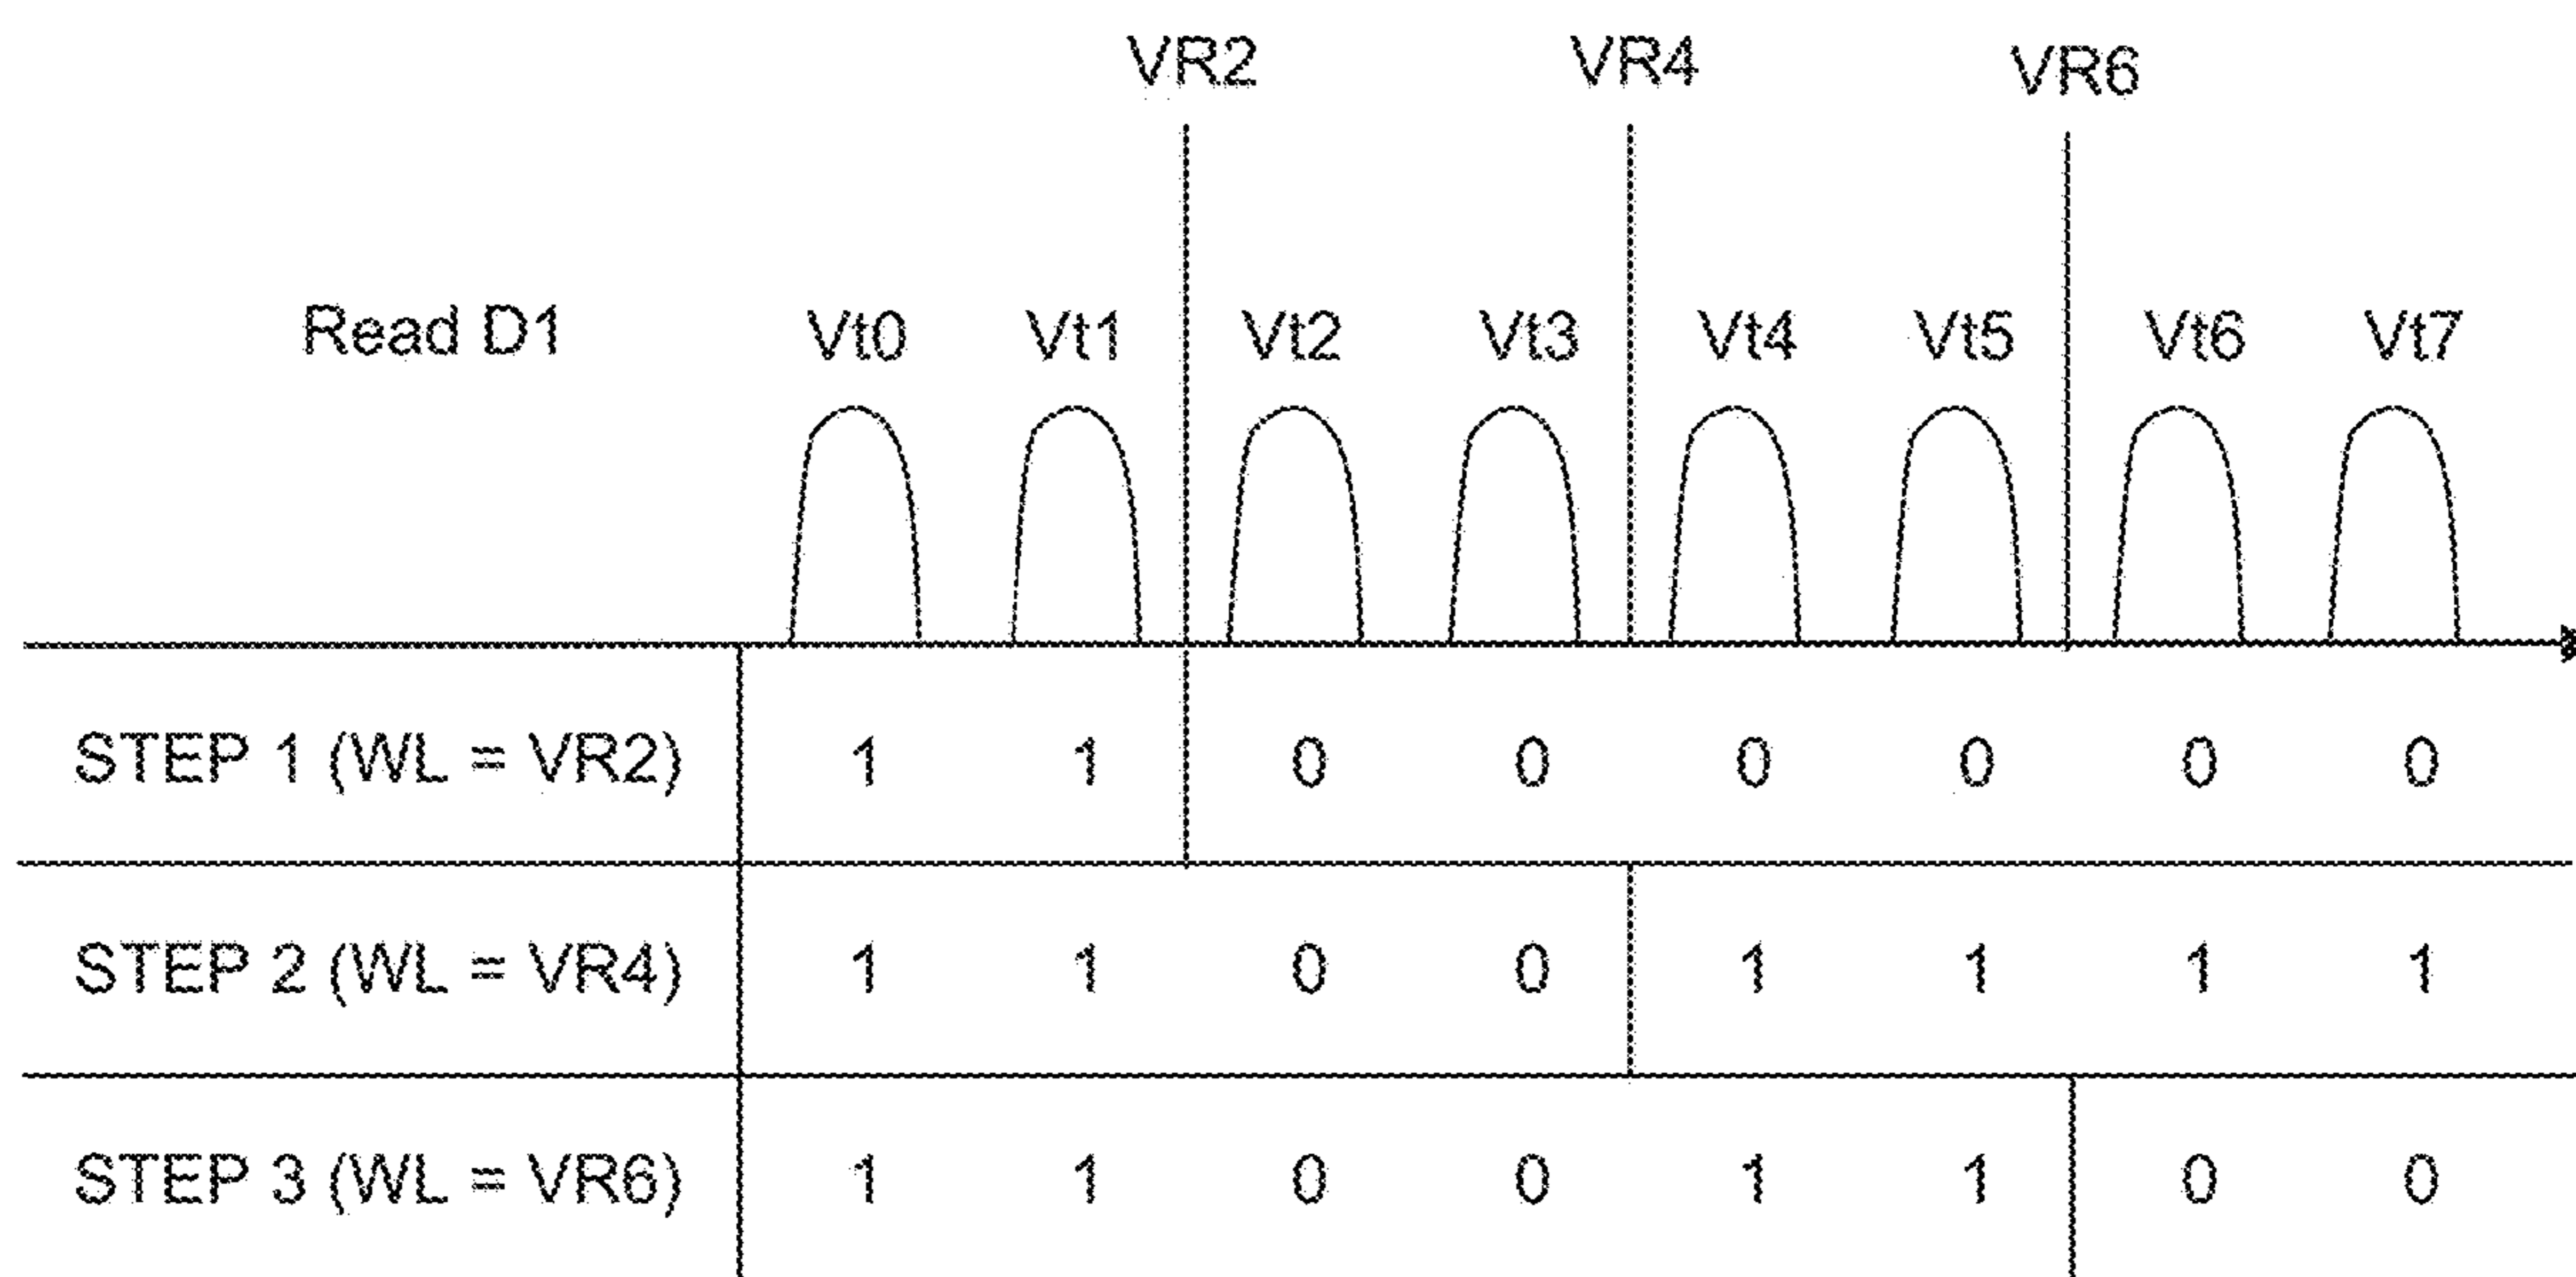 VR2 VR4 VR6
Read D1 Vt0 Vt1 Vt2 Vt3 Vt4 Vt5 Vt6 Vt7
STEP 1 (WL = VR2) 1 1 0 0 0 0 0 0
STEP 2 (WL = VR4) 1 1 0 0 1 1 1 1
STEP 3 (WL = VR6) 1 1 0 0 1 1 0 0